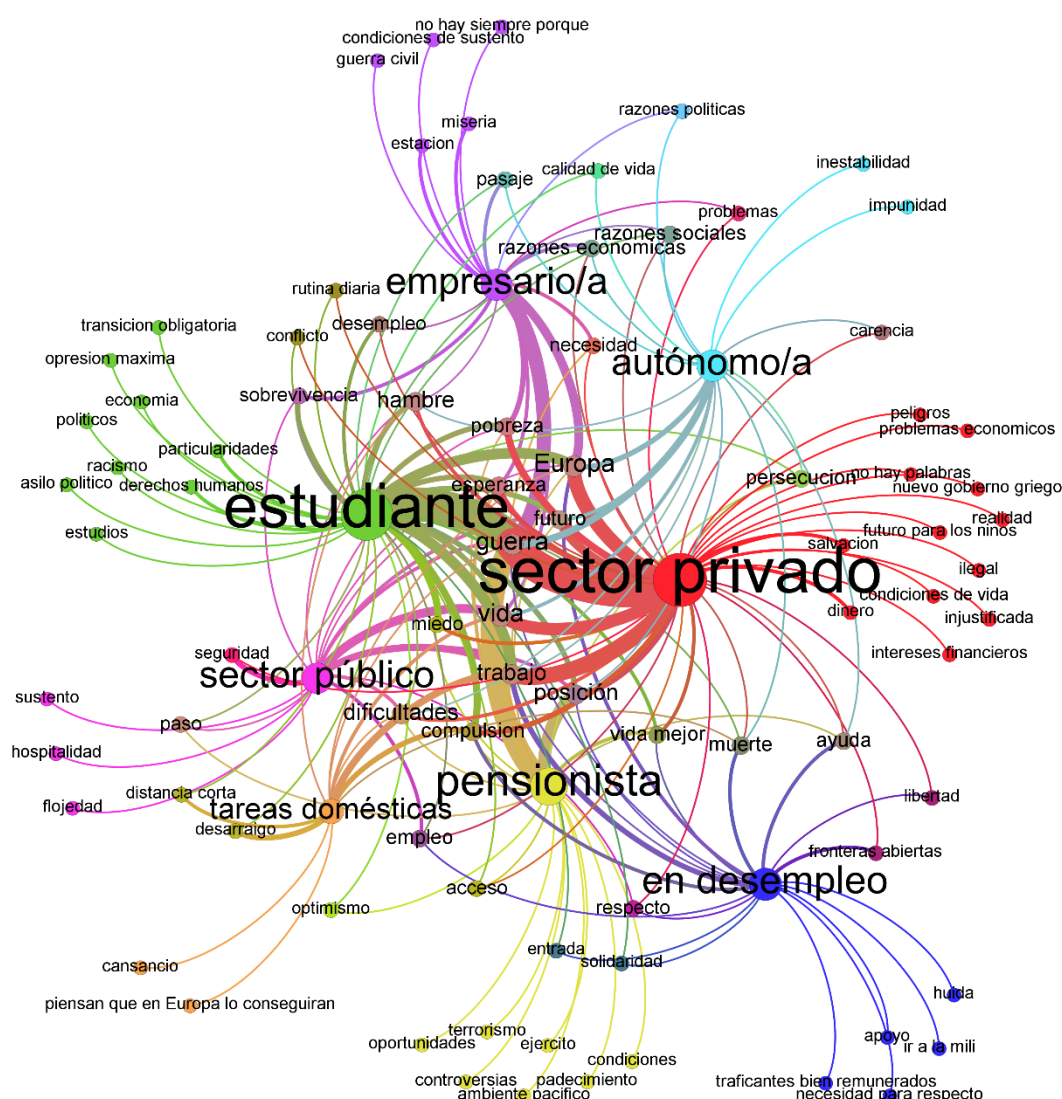 no hay siempre porque
condiciones de sustento
guerra civil
razones politicas
miseria
estacion
inestabilidad
pasaje
calidad de vida
impunidad
problemas
razones sociales
razones economicas
empresario/a
rutina diaria
transicion obligatoria
desempleo
carencia
conflicto
necesidad
opresion maxima
autónomo/a
sobrevivencia
economia
hambre
peligros
politicos
pobreza
problemas economicos
particularidades
Europa
racismo
no hay palabras
persecucion
asilo politico
derechos humanos
esperanza
nuevo gobierno griego
estudiante
futuro
realidad
estudios
guerra
futuro para los niños
salvacion
sector privado
ilegal
condiciones de vida
vida
dinero
injustificada
miedo
seguridad
intereses financieros
sector público
trabajo
posición
sustento
dificultades
paso
compulsion
vida mejor
muerte
ayuda
hospitalidad
pensionista
distancia corta
libertad
flojedad
tareas domésticas
desarraigo
empleo
fronteras abiertas
en desempleo
acceso
optimismo
respecto
entrada
solidaridad
cansancio
huida
piensan que en Europa lo conseguiran
terrorismo
apoyo
oportunidades
ejercito
ir a la mili
condiciones
controversias
padecimiento
traficantes bien remunerados
ambiente pacifico
necesidad para respecto